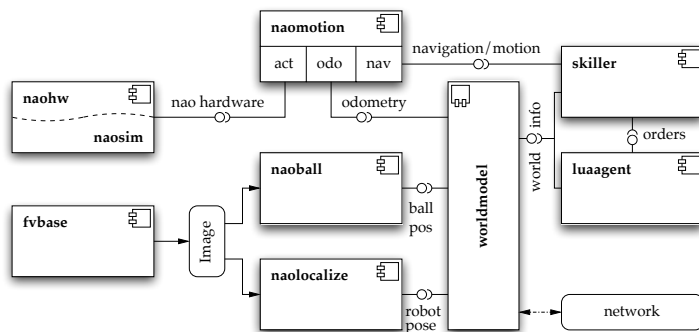 naomotion
act odo nav
navigation/motion
skiller
naohw
naosim
nao hardware
odometry
world info
orders
luaagent
naoball
ball
pos
worldmodel
fvbase
Image
naolocalize
robot
pose
network